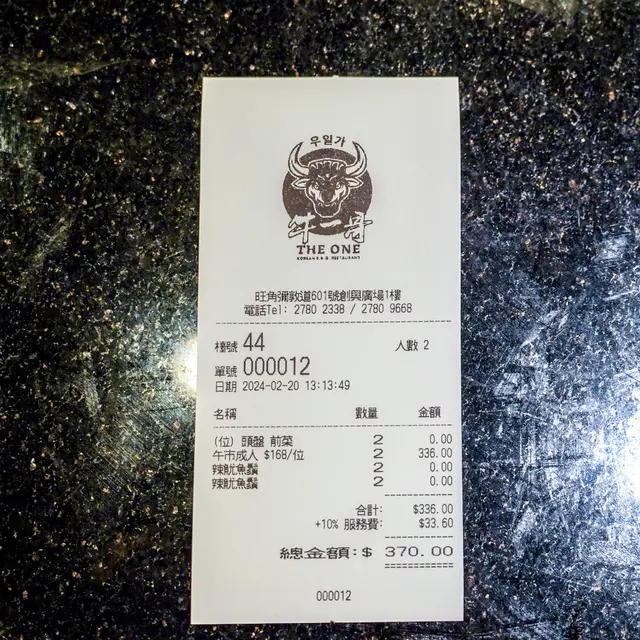 우일가
牛一哥
THE ONE
KOREAN B.B.Q RESTAURANT
旺角彌敦道601號創興廣場1樓
電話Tel: 2780 2338 / 2780 9668
檯號 44 人數 2
單號 000012
日期 2024-02-20 13:13:49
名稱 數量 金額
(位) 頭盤 前菜 2 0.00
午市成人 $168/位 2 336.00
辣魷魚鬚 2 0.00
辣魷魚鬚 2 0.00
合計: $336.00
+10% 服務費: $33.60
總金額:$ 370.00
000012